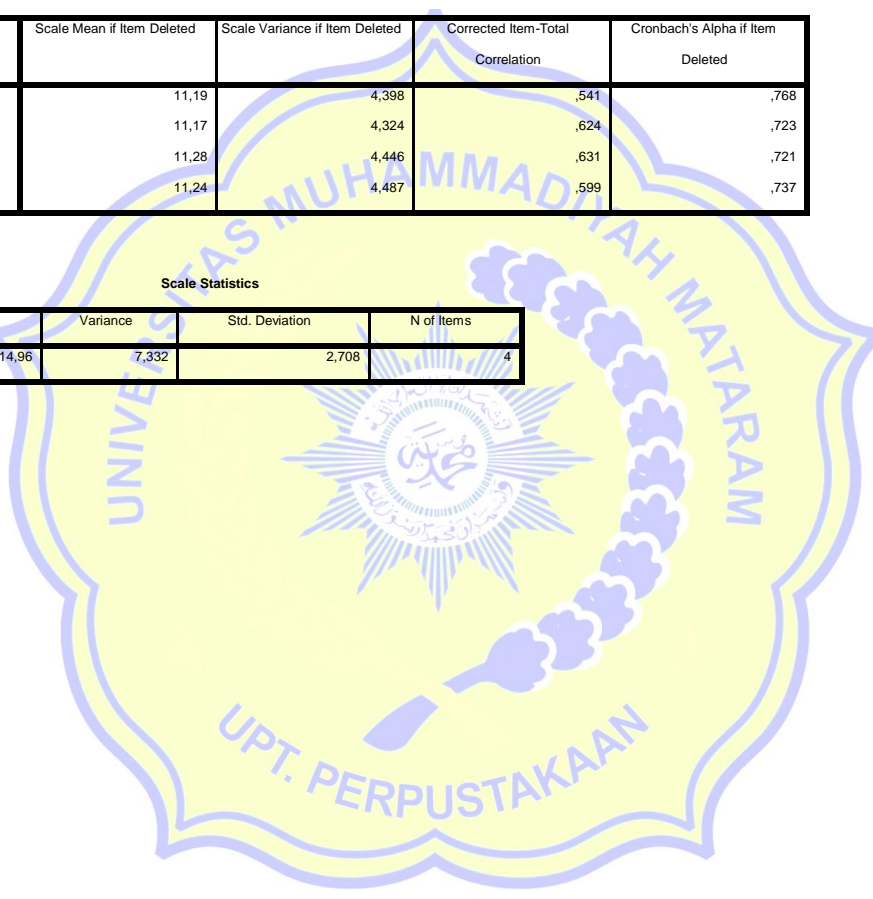 Scale Mean if Item Deleted Scale Variance if Item Deleted Corrected Item-Total Correlation Cronbach's Alpha if Item Deleted
11,19 4,398 ,541 ,768
11,17 4,324 ,624 ,723
11,28 4,446 ,631 ,721
11,24 4,487 ,599 ,737
Scale Statistics
Variance Std. Deviation N of Items
14,96 7,332 2,708 4
UNIVERSITAS MUHAMMADIYAH MATARAM
UPT. PERPUSTAKAAN